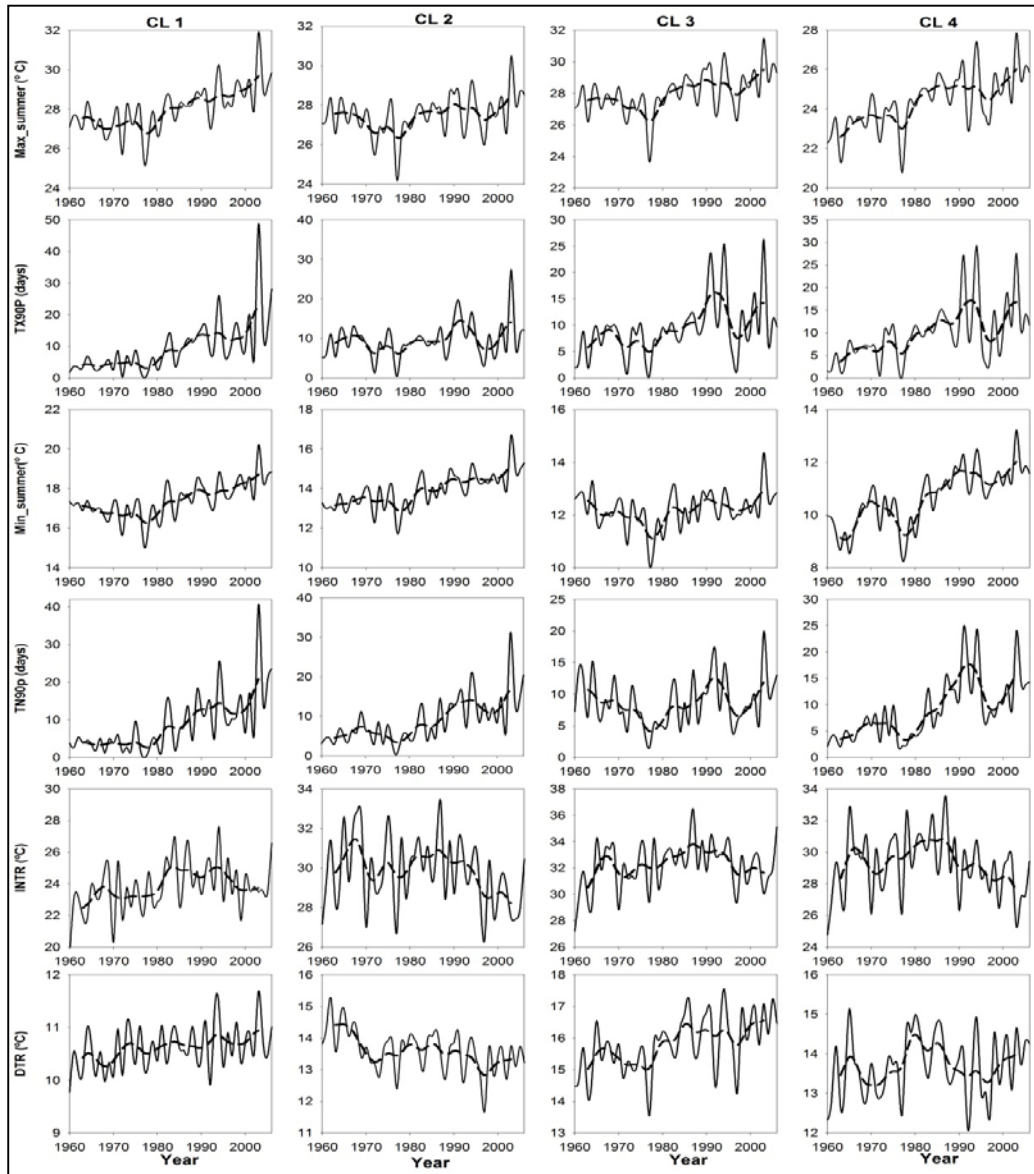 CL 1 CL 2 CL 3 CL 4
Max_summer (° C)
32 30 28 26 24
1960 1970 1980 1990 2000
32 30 28 26 24
1960 1970 1980 1990 2000
32 30 28 26 24 22
1960 1970 1980 1990 2000
28 26 24 22 20
1960 1970 1980 1990 2000
TX90P (days)
50 40 30 20 10 0
1960 1970 1980 1990 2000
40 30 20 10 0
1960 1970 1980 1990 2000
30 25 20 15 10 5 0
1960 1970 1980 1990 2000
35 30 25 20 15 10 5 0
1960 1970 1980 1990 2000
Min_summer(° C)
22 20 18 16 14
1960 1970 1980 1990 2000
18 16 14 12 10
1960 1970 1980 1990 2000
16 14 12 10
1960 1970 1980 1990 2000
14 12 10 8
1960 1970 1980 1990 2000
TN90p (days)
40 30 20 10 0
1960 1970 1980 1990 2000
40 30 20 10 0
1960 1970 1980 1990 2000
25 20 15 10 5 0
1960 1970 1980 1990 2000
30 25 20 15 10 5 0
1960 1970 1980 1990 2000
INTR (ºC)
30 28 26 24 22 20
1960 1970 1980 1990 2000
34 32 30 28 26
1960 1970 1980 1990 2000
38 36 34 32 30 28 26
1960 1970 1980 1990 2000
34 32 30 28 26 24
1960 1970 1980 1990 2000
DTR (ºC)
12 11 10 9
1960 1970 1980 1990 2000
Year
16 15 14 13 12 11
1960 1970 1980 1990 2000
Year
18 17 16 15 14 13
1960 1970 1980 1990 2000
Year
16 15 14 13 12
1960 1970 1980 1990 2000
Year